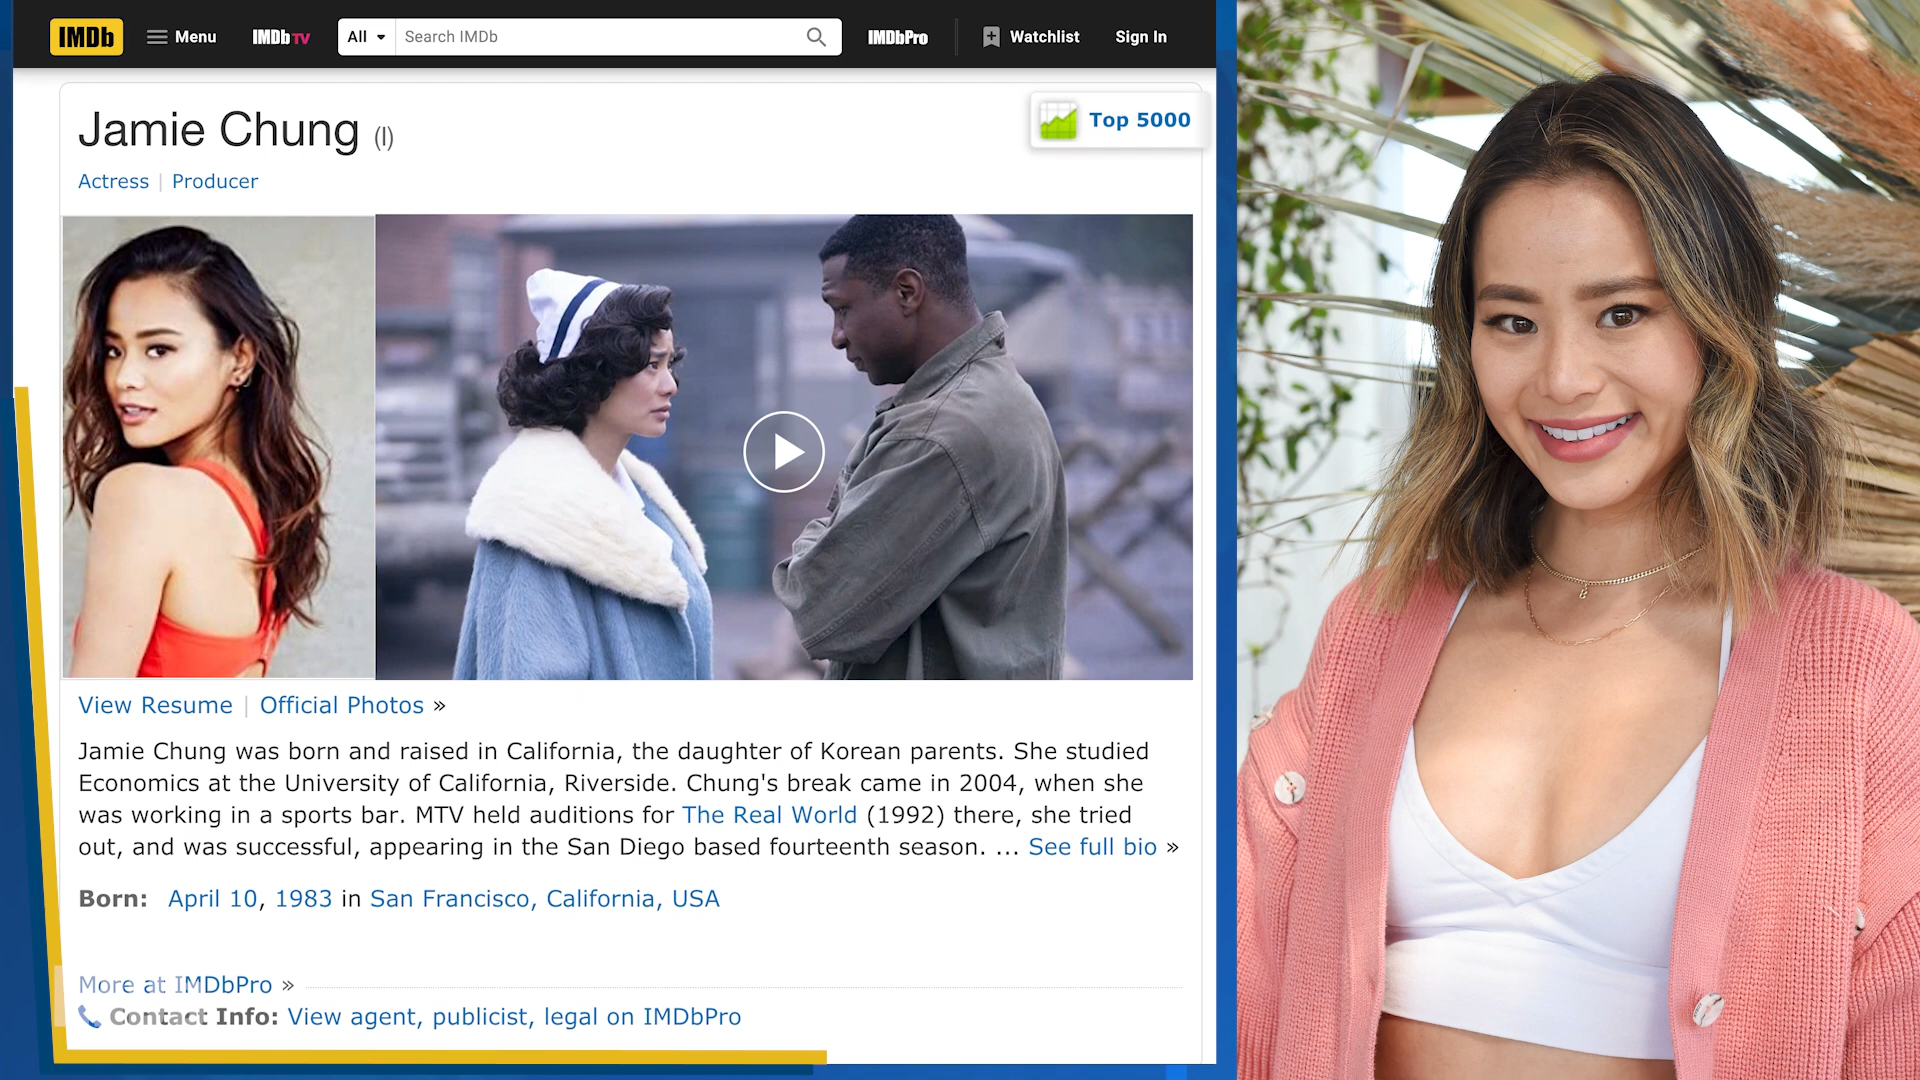 IMDb Menu IMDb TV All Search IMDb IMDbPro Watchlist Sign In
Jamie Chung (I)
Top 5000
Actress | Producer
View Resume | Official Photos »
Jamie Chung was born and raised in California, the daughter of Korean parents. She studied
Economics at the University of California, Riverside. Chung's break came in 2004, when she
was working in a sports bar. MTV held auditions for The Real World (1992) there, she tried
out, and was successful, appearing in the San Diego based fourteenth season. ... See full bio »
Born: April 10, 1983 in San Francisco, California, USA
More at IMDbPro »
Contact Info: View agent, publicist, legal on IMDbPro